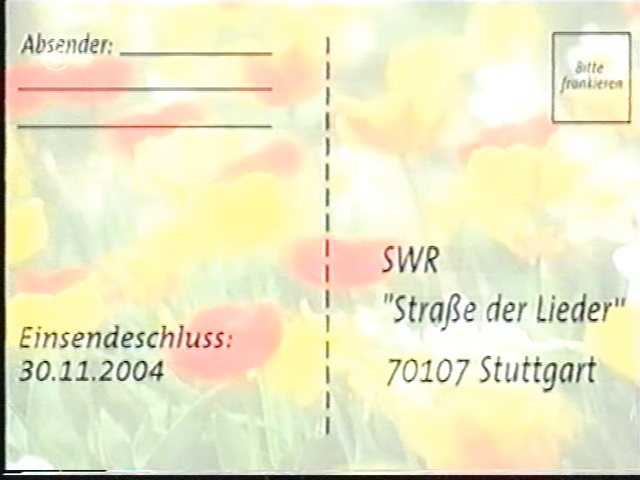 Absender:
Bitte
frankieren
SWR
"Straße der Lieder"
70107 Stuttgart
Einsendeschluss:
30.11.2004